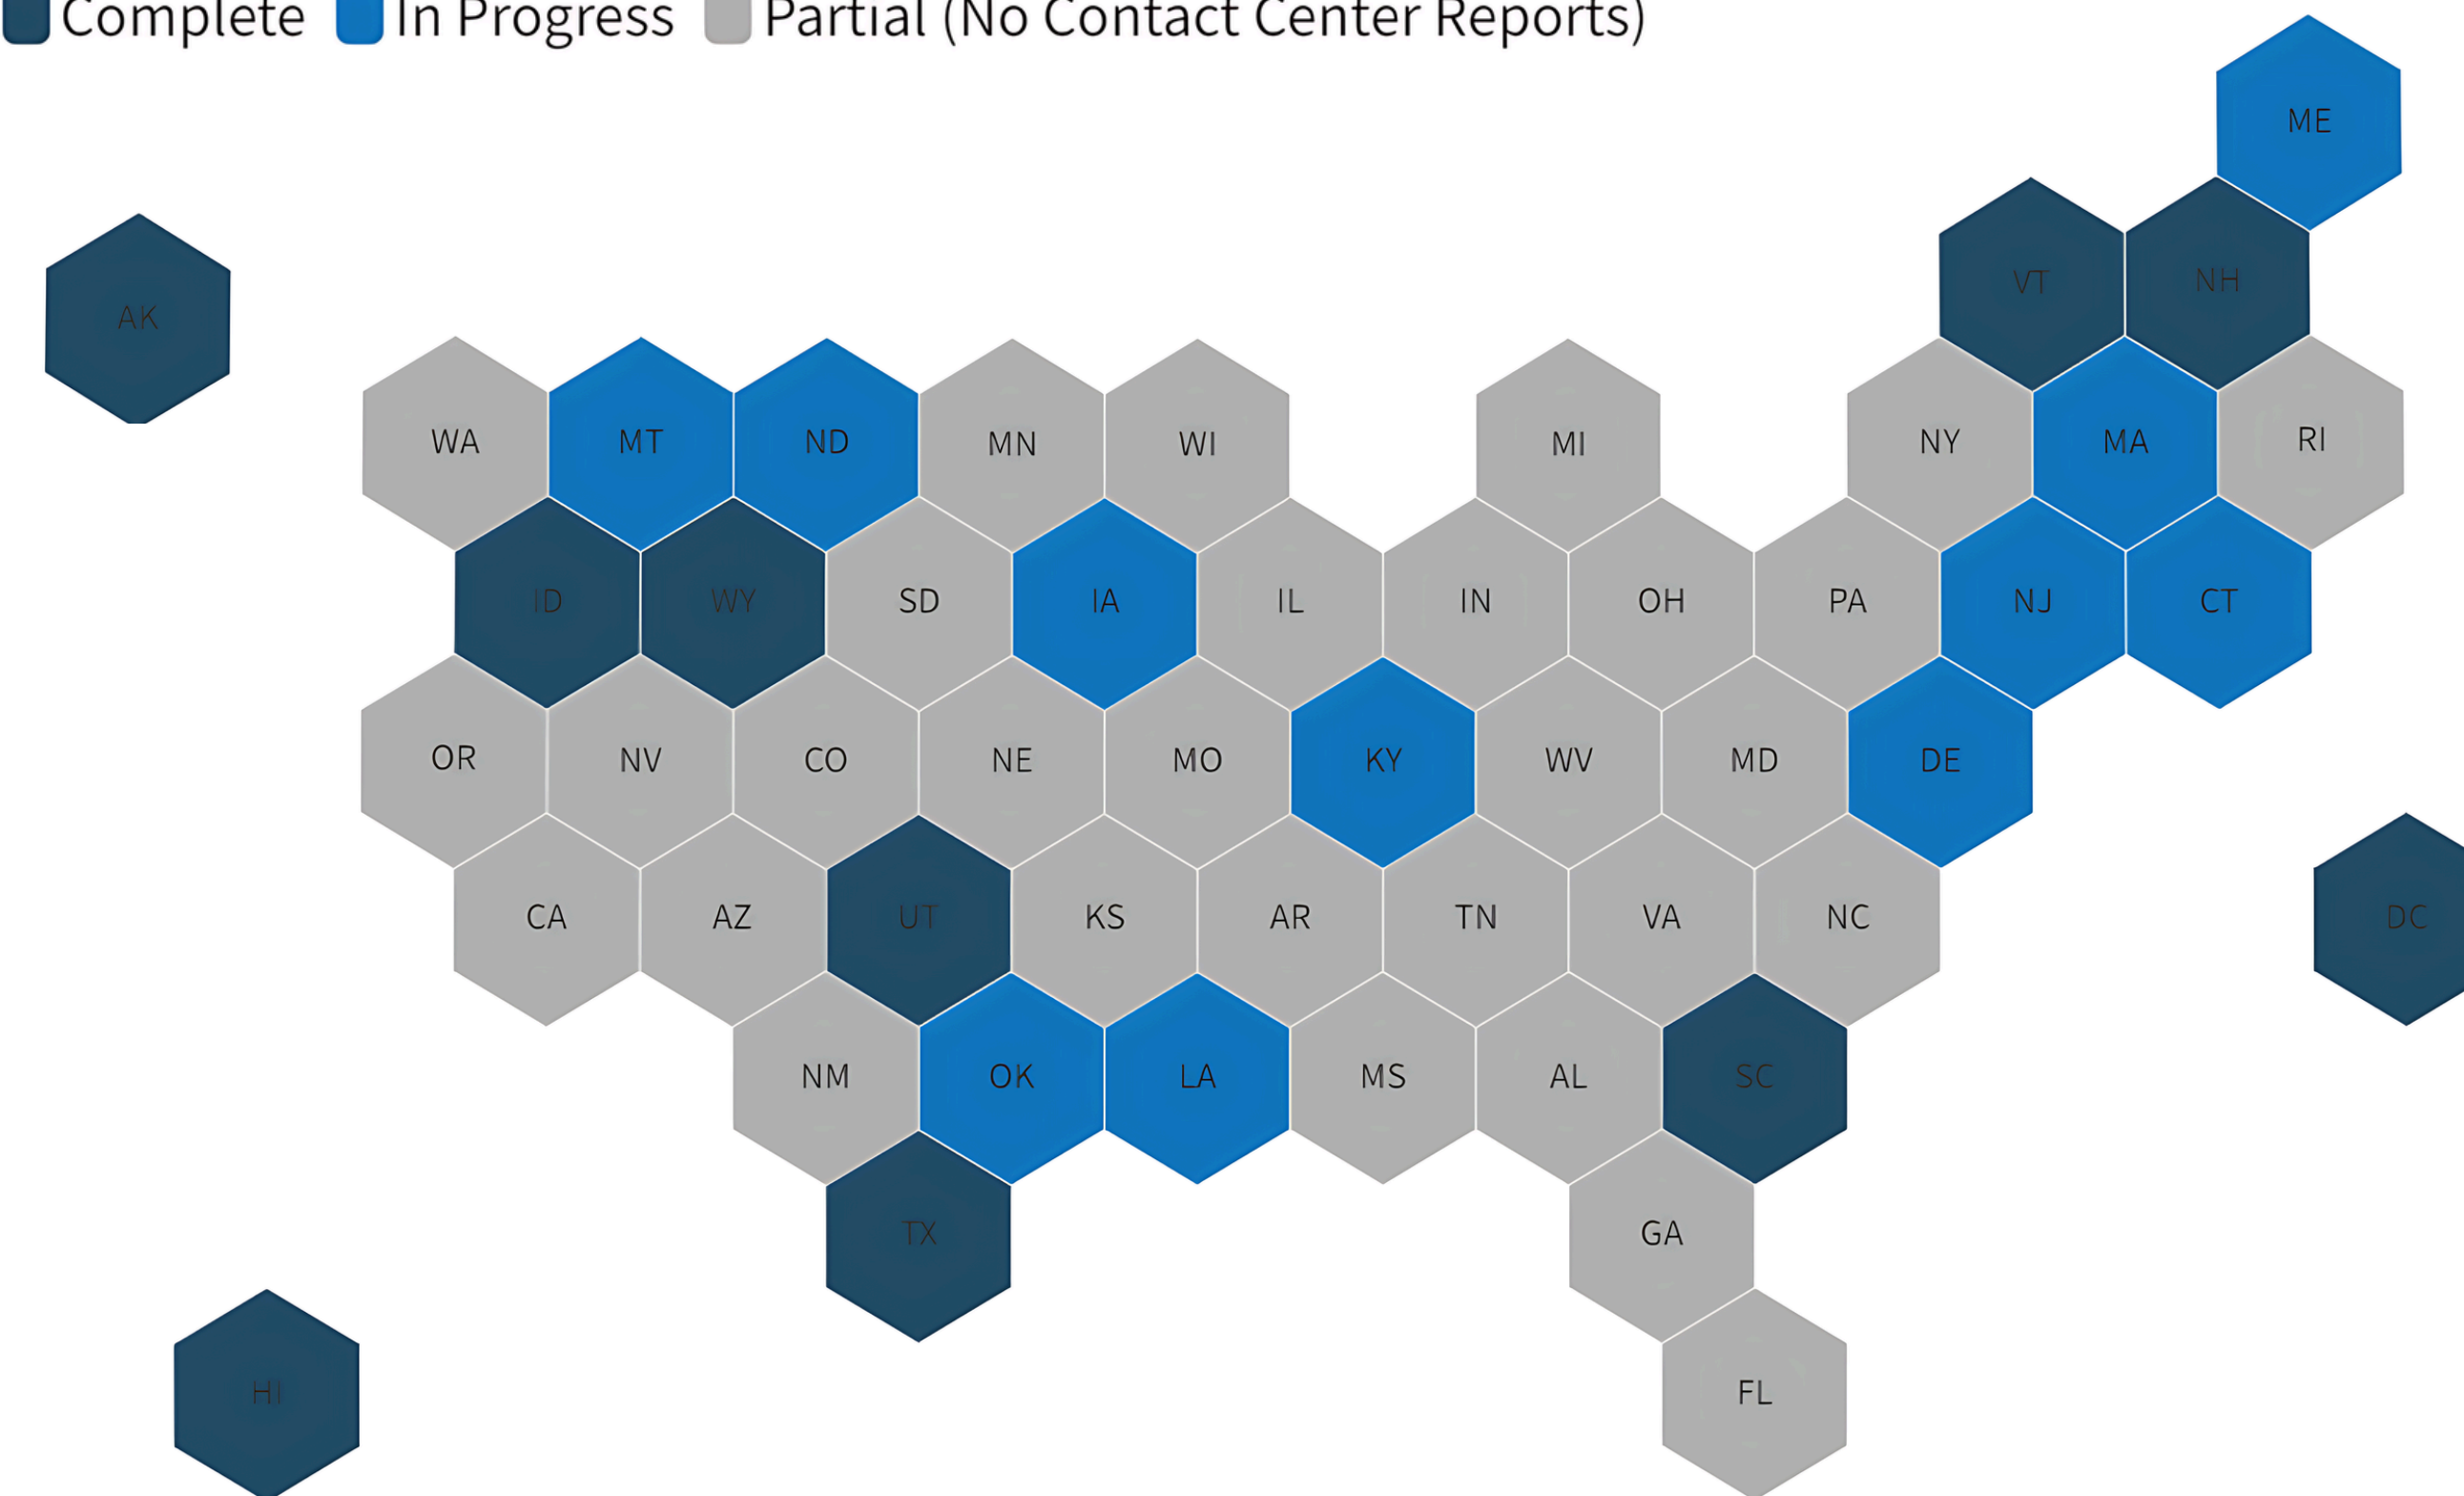 Complete In Progress Partial (No Contact Center Reports)
ME
AK VT NH
WA MT ND MN WI MI NY MA RI
ID WY SD IA IL IN OH PA NJ CT
OR NV CO NE MO KY WV MD DE
CA AZ UT KS AR TN VA NC DC
NM OK LA MS AL SC
TX GA
HI FL